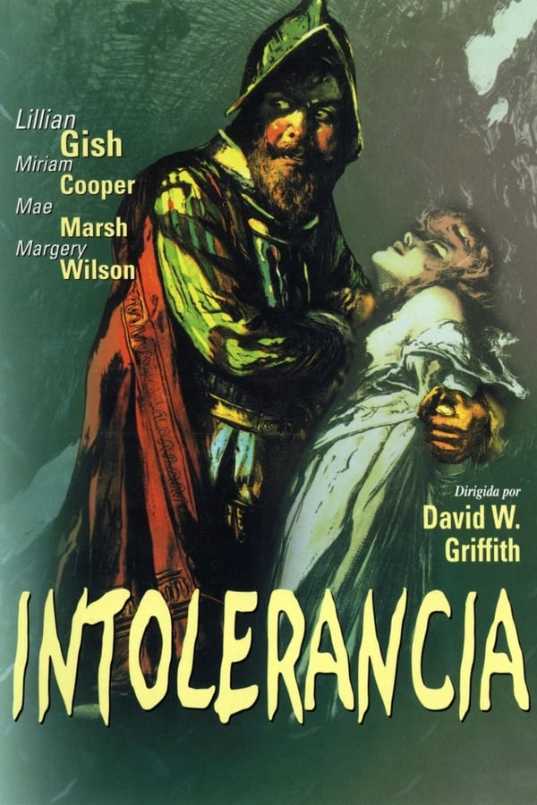 Lillian
Gish
Miriam
Cooper
Mae
Marsh
Margery
Wilson
Dirigida por
David W.
Griffith
INTOLERANCIA